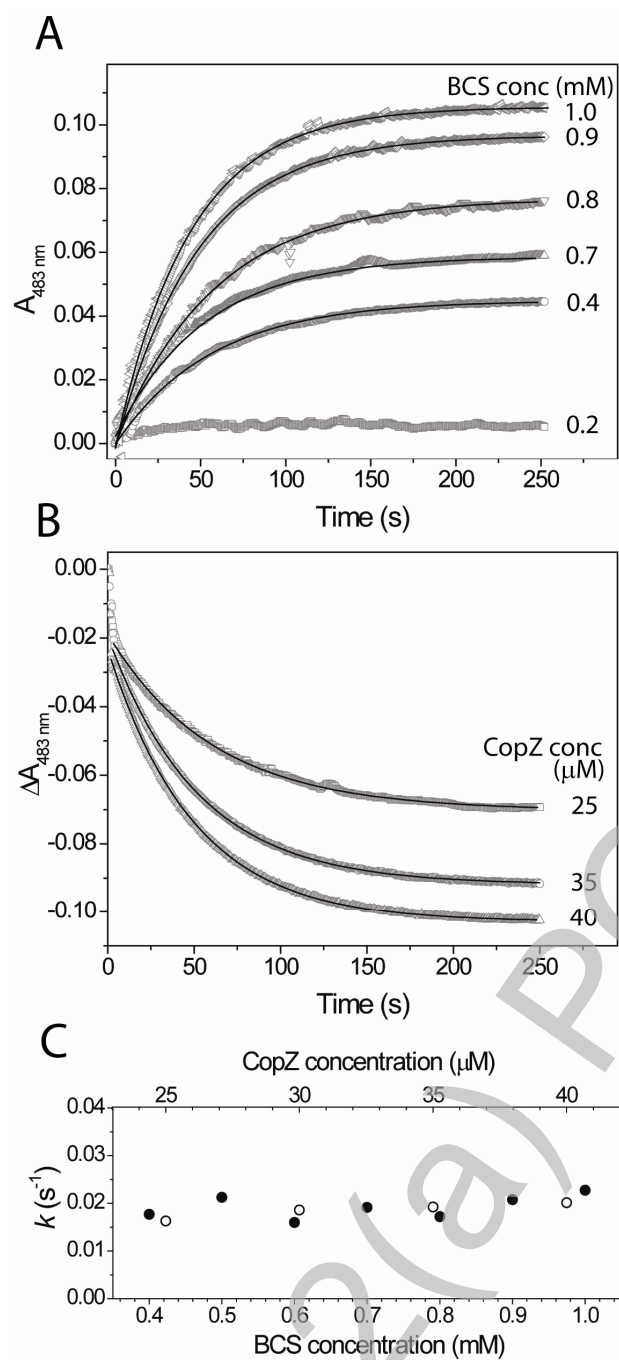 A
BCS conc (mM)
1.0
0.9
0.8
0.7
0.4
0.2
0.10
0.08
0.06
0.04
0.02
0.00
A483 nm
0 50 100 150 200 250
Time (s)
B
0.00
-0.02
-0.04
-0.06
-0.08
-0.10
ΔA483 nm
CopZ conc
(μM)
25
35
40
0 50 100 150 200 250
Time (s)
C
CopZ concentration (μM)
25 30 35 40
0.04
0.03
0.02
0.01
0.00
k (s-1)
0.4 0.5 0.6 0.7 0.8 0.9 1.0
BCS concentration (mM)
2(a)